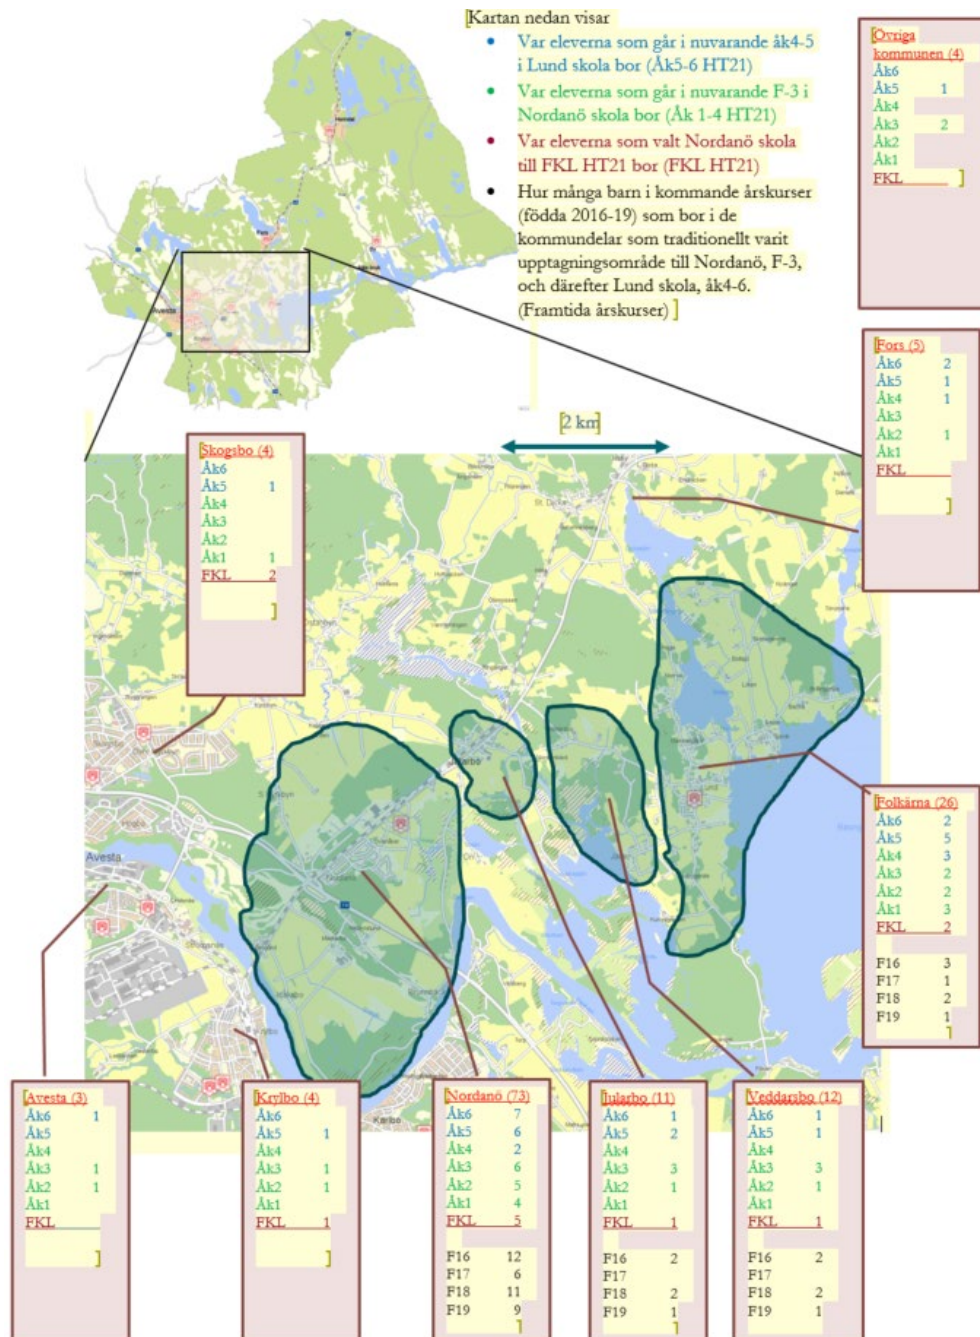 Kartan nedan visar
• Var eleverna som går i nuvarande åk4-5
i Lund skola bor (Åk5-6 HT21)
• Var eleverna som går i nuvarande F-3 i
Nordanö skola bor (Åk 1-4 HT21)
• Var eleverna som valt Nordanö skola
till FKL HT21 bor (FKL HT21)
• Hur många barn i kommande årskurser
(födda 2016-19) som bor i de
kommundelar som traditionellt varit
upptagningsområde till Nordanö, F-3,
och därefter Lund skola, åk4-6.
(Framtida årskurser)
Övriga
kommunen (4)
Åk6
Åk5 1
Åk4
Åk3 2
Åk2
Åk1
FKL
Fors (5)
Åk6 2
Åk5 1
Åk4 1
Åk3
Åk2 1
Åk1
FKL
2 km
Skogsbo (4)
Åk6
Åk5 1
Åk4
Åk3
Åk2
Åk1 1
FKL 2
Avesta
Avesta
Folkärna (26)
Åk6 2
Åk5 5
Åk4 3
Åk3 2
Åk2 2
Åk1 3
FKL 2
F16 3
F17 1
F18 2
F19 1
Karlbo
Avesta (3)
Åk6 1
Åk5
Åk4
Åk3 1
Åk2 1
Åk1
FKL
Krylbo (4)
Åk6
Åk5 1
Åk4
Åk3 1
Åk2 1
Åk1
FKL 1
Nordanö (73)
Åk6 7
Åk5 6
Åk4 2
Åk3 6
Åk2 5
Åk1 4
FKL 5
F16 12
F17 6
F18 11
F19 9
Jularbo (11)
Åk6 1
Åk5 2
Åk4
Åk3 3
Åk2 1
Åk1
FKL 1
F16 2
F17
F18 2
F19 1
Veddarsbo (12)
Åk6 1
Åk5 1
Åk4
Åk3 3
Åk2 1
Åk1
FKL 1
F16 2
F17
F18 2
F19 1